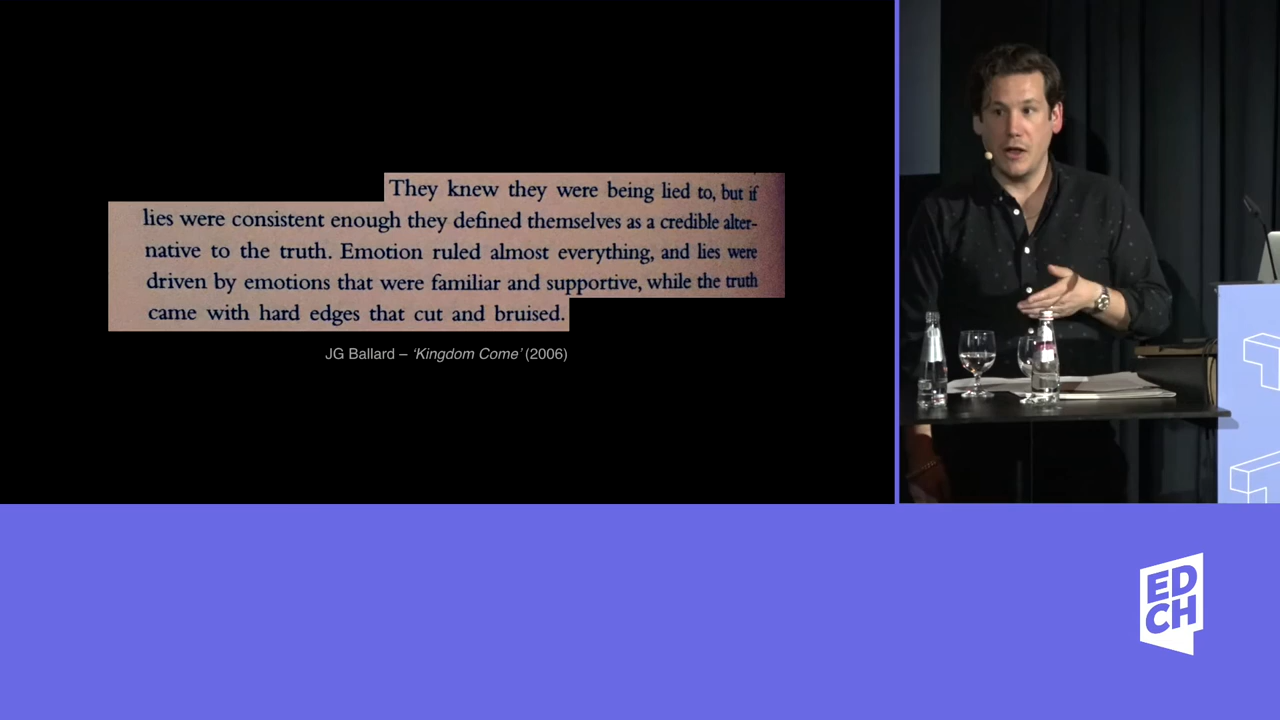 They knew they were being lied to, but if
lies were consistent enough they defined themselves as a credible alter-
native to the truth. Emotion ruled almost everything, and lies were
driven by emotions that were familiar and supportive, while the truth
came with hard edges that cut and bruised.
JG Ballard – ‘Kingdom Come’ (2006)
ED
CH